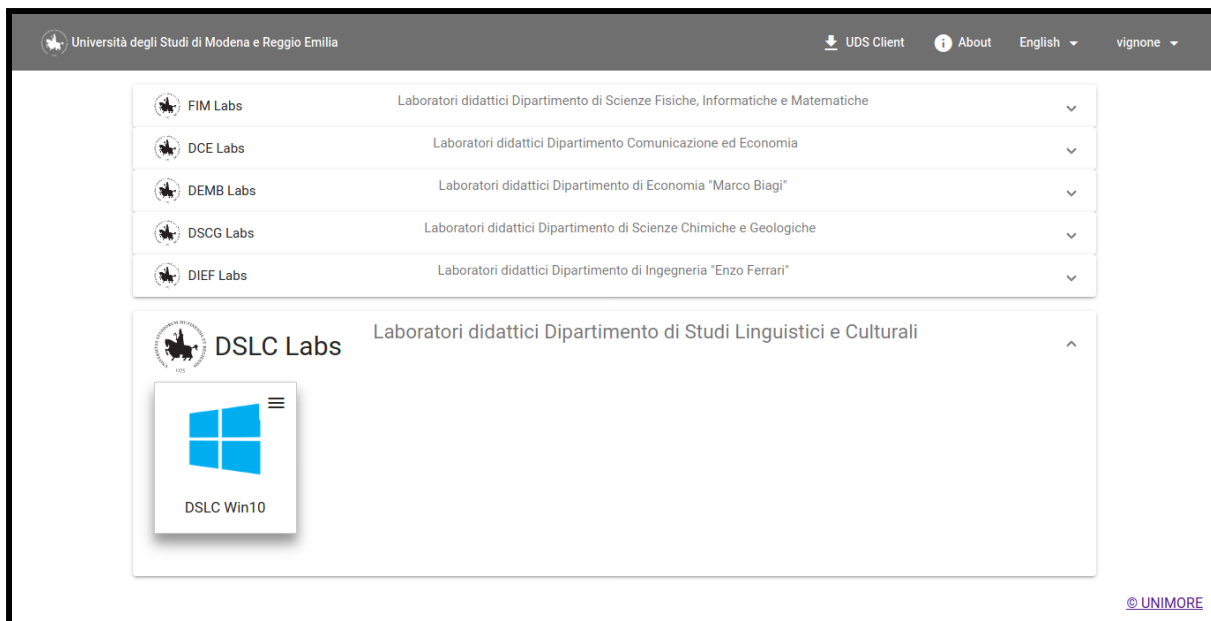 Università degli Studi di Modena e Reggio Emilia
UDS Client
About
English
vignone
FIM Labs
Laboratori didattici Dipartimento di Scienze Fisiche, Informatiche e Matematiche
DCE Labs
Laboratori didattici Dipartimento Comunicazione ed Economia
DEMB Labs
Laboratori didattici Dipartimento di Economia "Marco Biagi"
DSCG Labs
Laboratori didattici Dipartimento di Scienze Chimiche e Geologiche
DIEF Labs
Laboratori didattici Dipartimento di Ingegneria "Enzo Ferrari"
DSLC Labs
Laboratori didattici Dipartimento di Studi Linguistici e Culturali
DSLC Win10
© UNIMORE